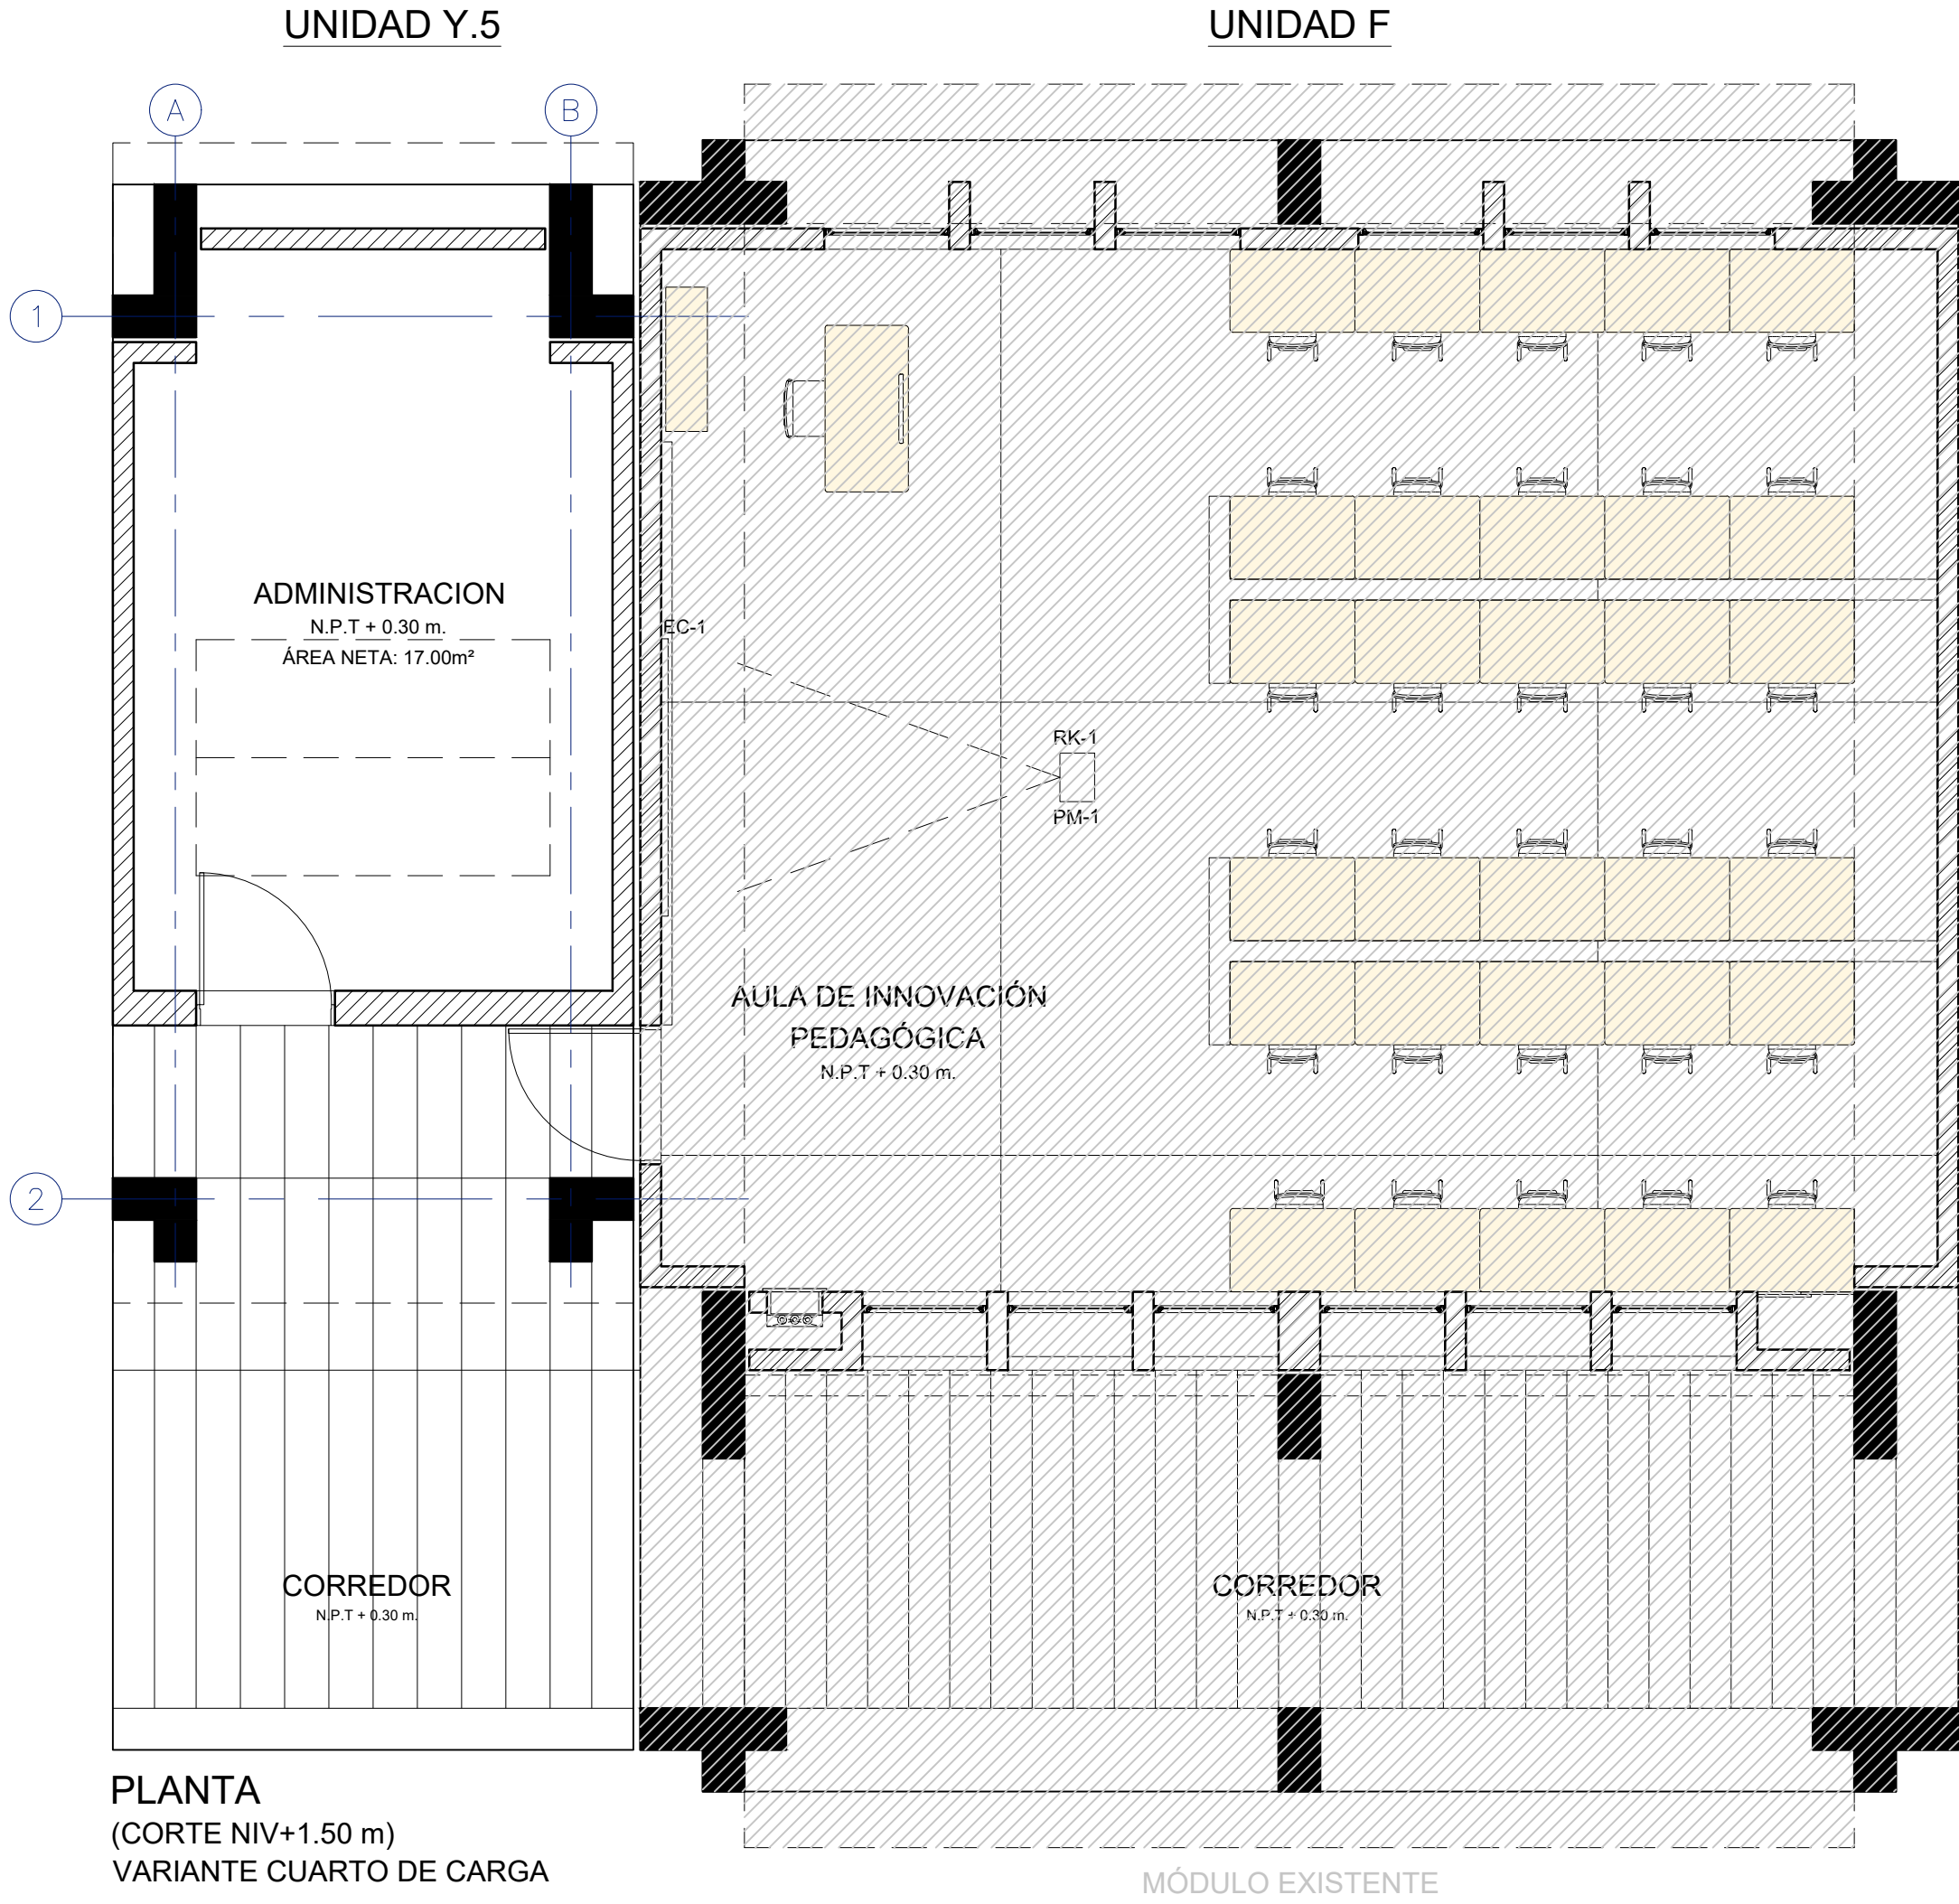 UNIDAD Y.5
UNIDAD F
A
B
1
ADMINISTRACION
N.P.T + 0.30 m.
ÁREA NETA: 17.00m²
EC-1
RK-1
PM-1
AULA DE INNOVACIÓN
PEDAGÓGICA
N.P.T + 0.30 m.
2
CORREDOR
N.P.T + 0.30 m.
CORREDOR
N.P.T + 0.30 m.
PLANTA
(CORTE NIV+1.50 m)
VARIANTE CUARTO DE CARGA
MÓDULO EXISTENTE